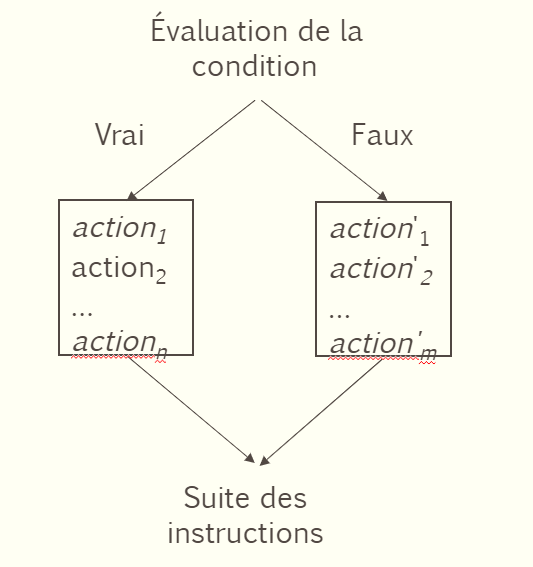 Évaluation de la
condition
Vrai
Faux
action₁
action₂
...
actionₙ
action'₁
action'₂
...
action'ₘ
Suite des
instructions